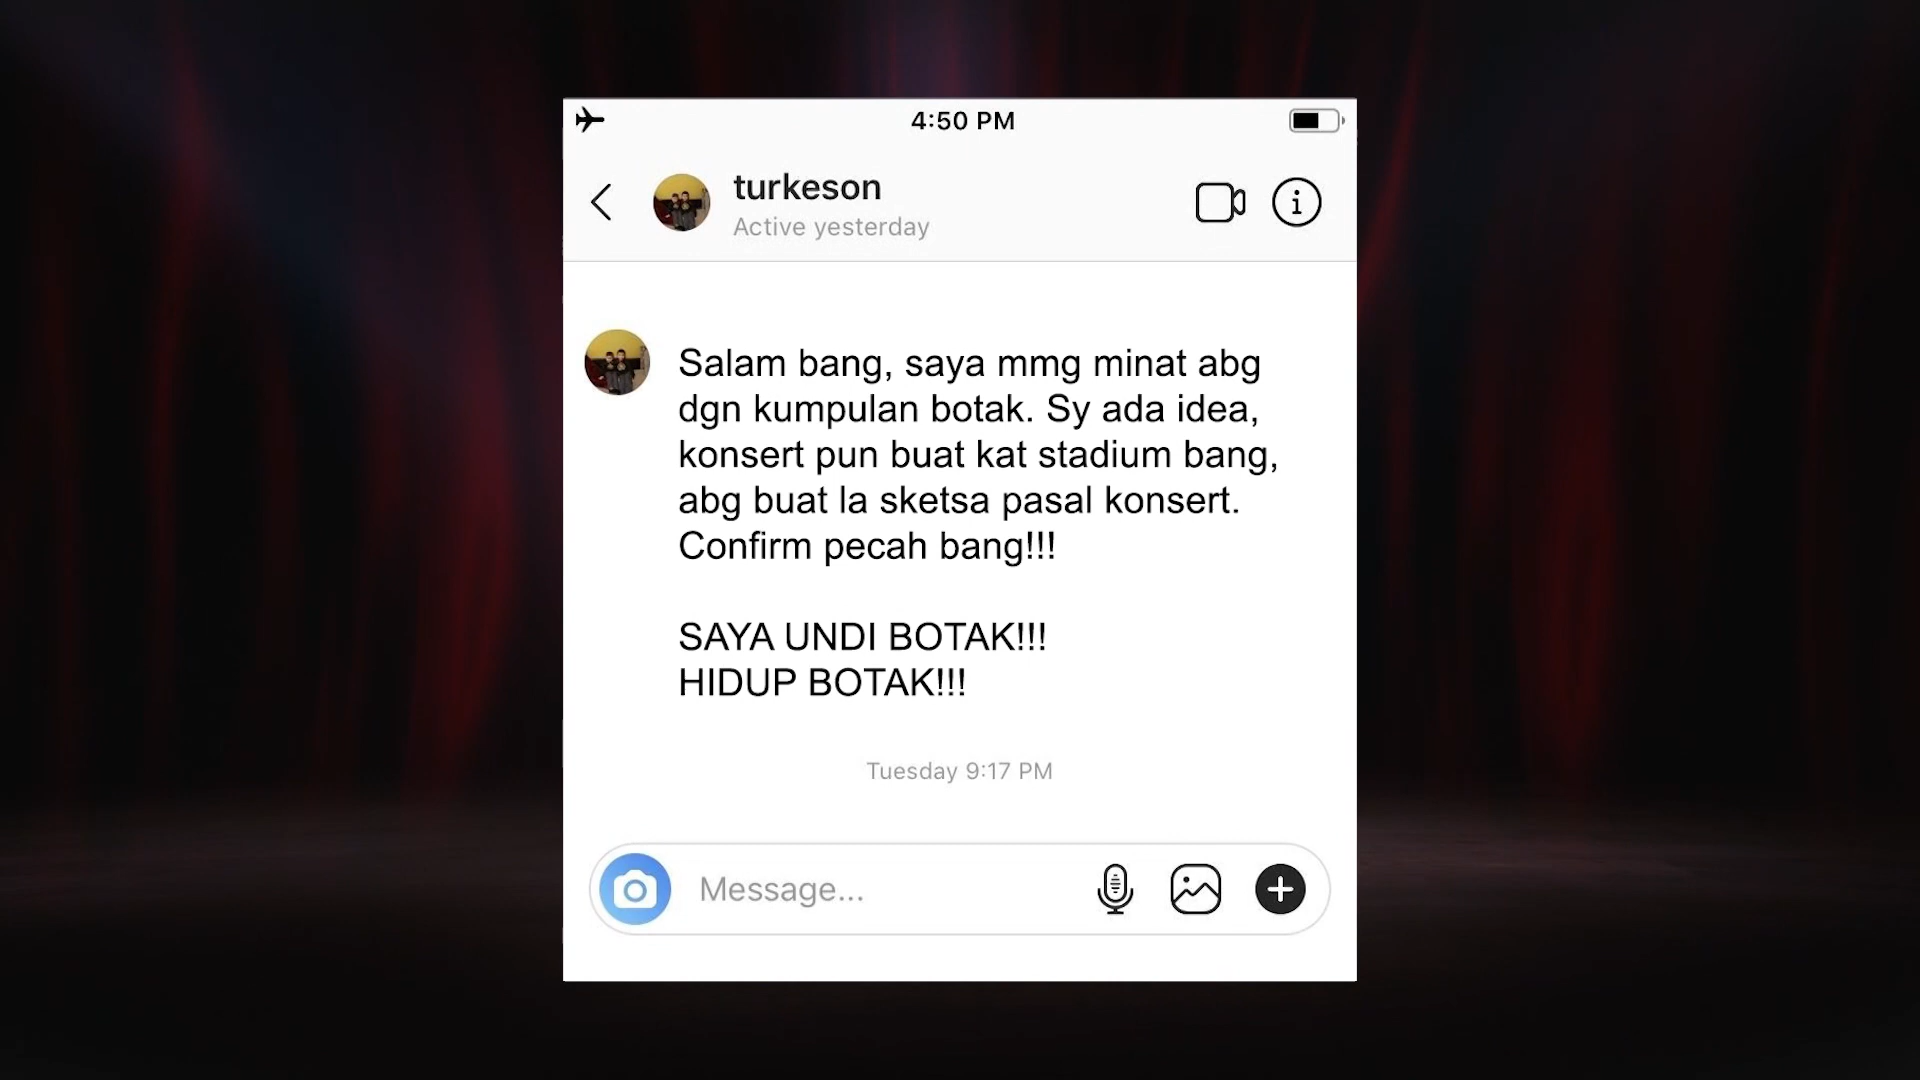 4:50 PM
turkeson
Active yesterday
Salam bang, saya mmg minat abg
dgn kumpulan botak. Sy ada idea,
konsert pun buat kat stadium bang,
abg buat la sketsa pasal konsert.
Confirm pecah bang!!!
SAYA UNDI BOTAK!!!
HIDUP BOTAK!!!
Tuesday 9:17 PM
Message...